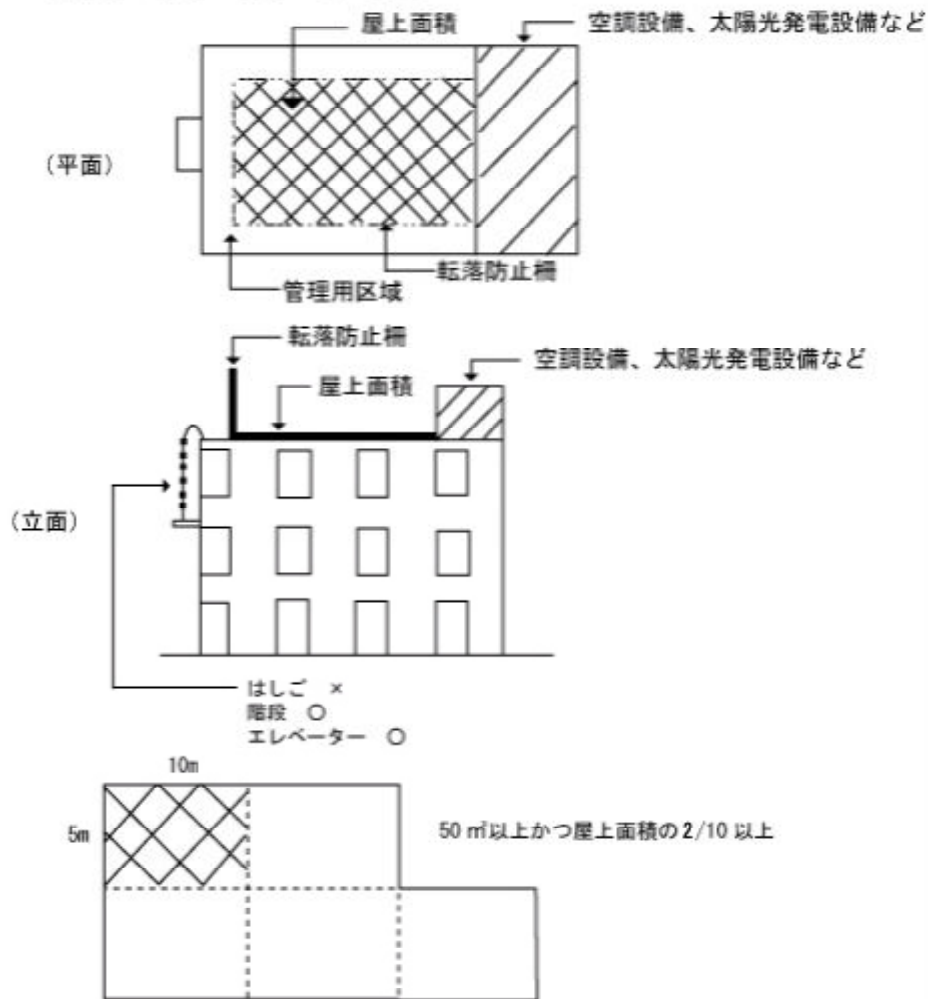 屋上面積
空調設備、太陽光発電設備など
(平面)
転落防止柵
管理用区域
転落防止柵
空調設備、太陽光発電設備など
屋上面積
(立面)
はしご ×
階段 〇
エレベーター 〇
10m
5m
50 ㎡以上かつ屋上面積の 2/10 以上